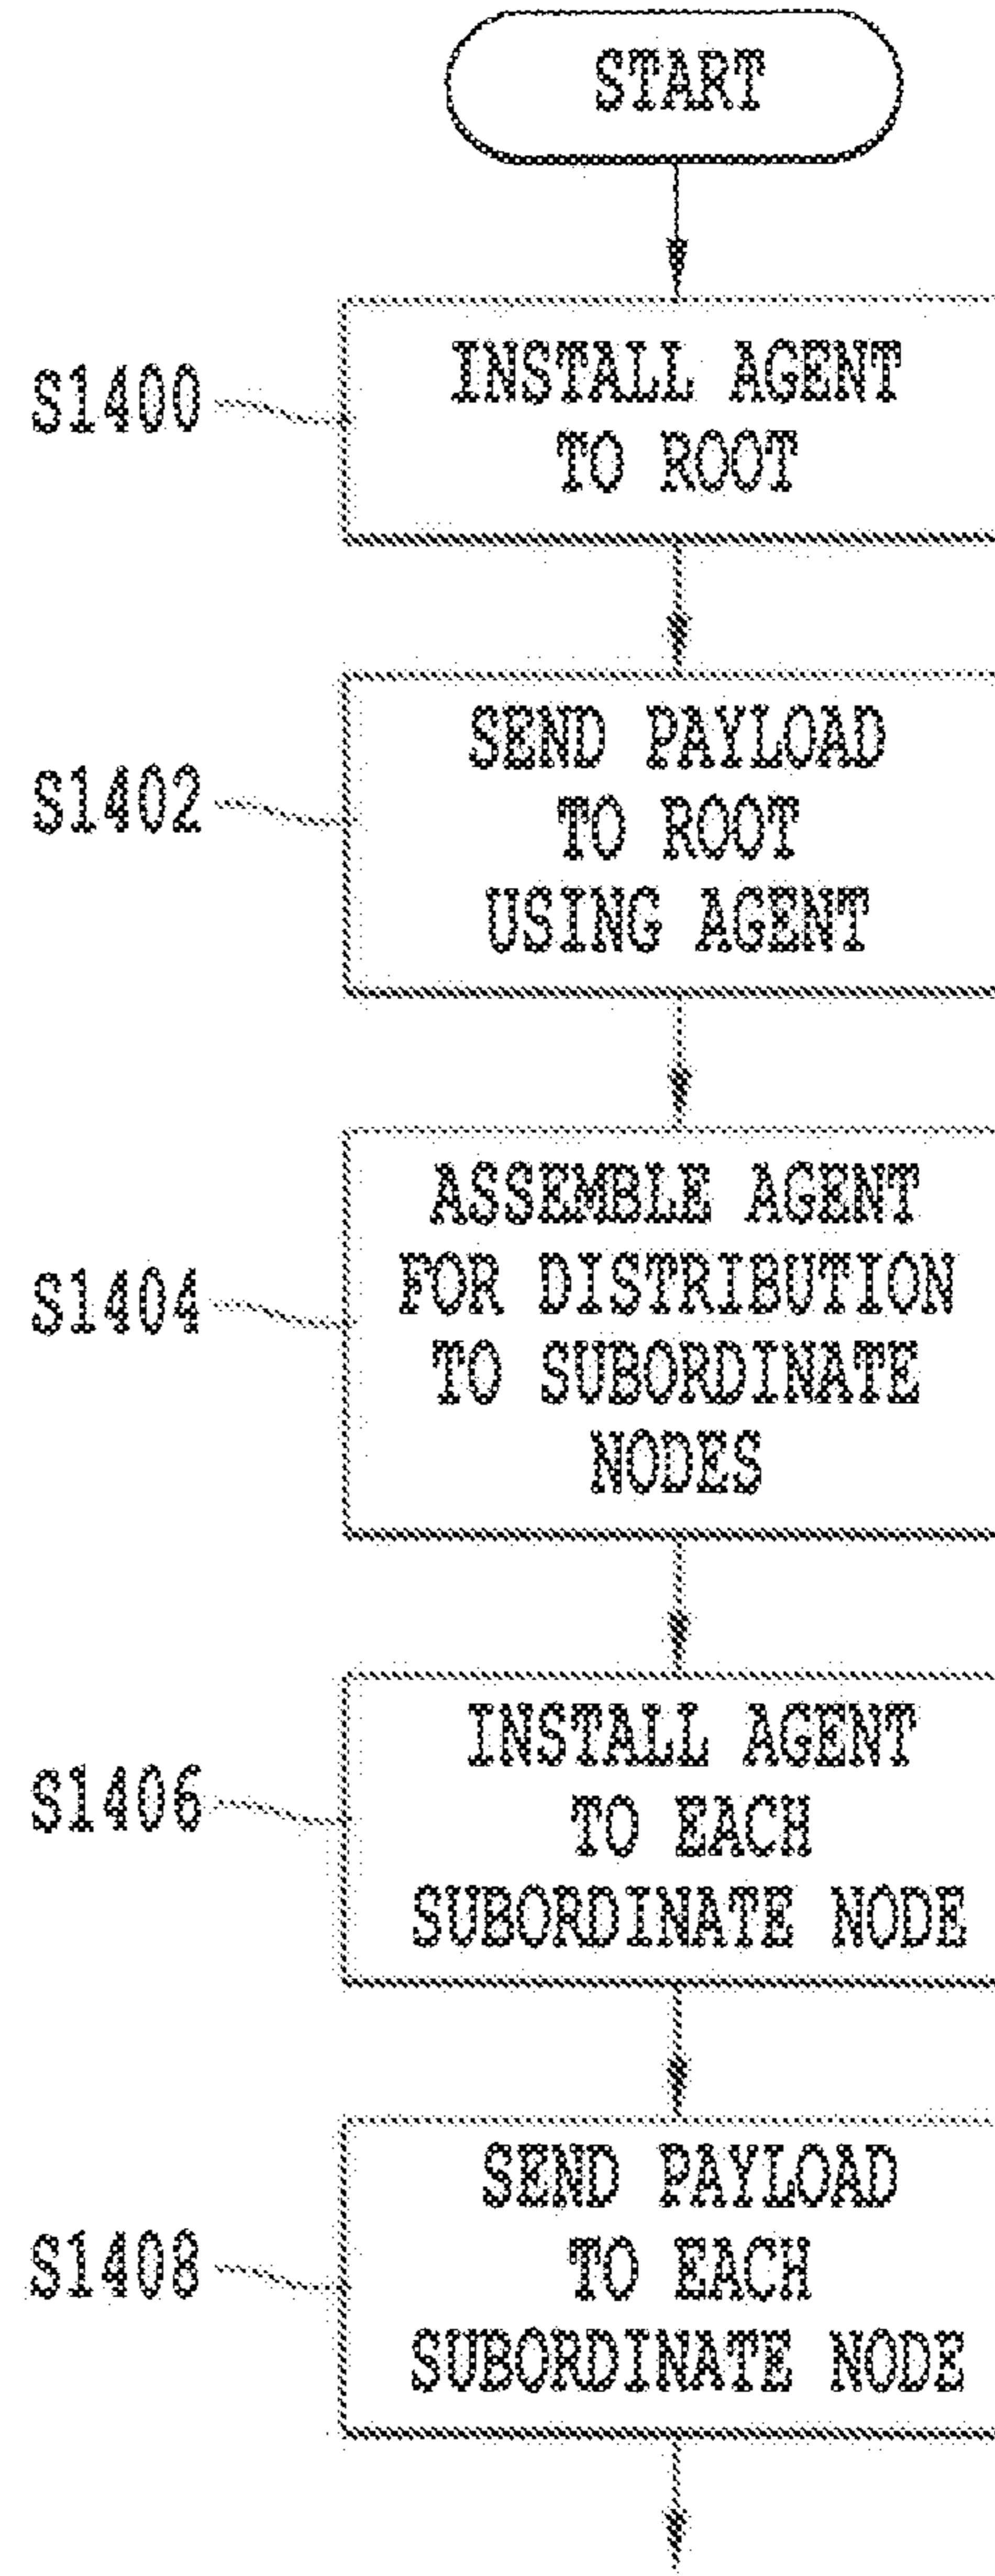 START
S1400
INSTALL AGENT
TO ROOT
S1402
SEND PAYLOAD
TO ROOT
USING AGENT
S1404
ASSEMBLE AGENT
FOR DISTRIBUTION
TO SUBORDINATE
NODES
S1406
INSTALL AGENT
TO EACH
SUBORDINATE NODE
S1408
SEND PAYLOAD
TO EACH
SUBORDINATE NODE